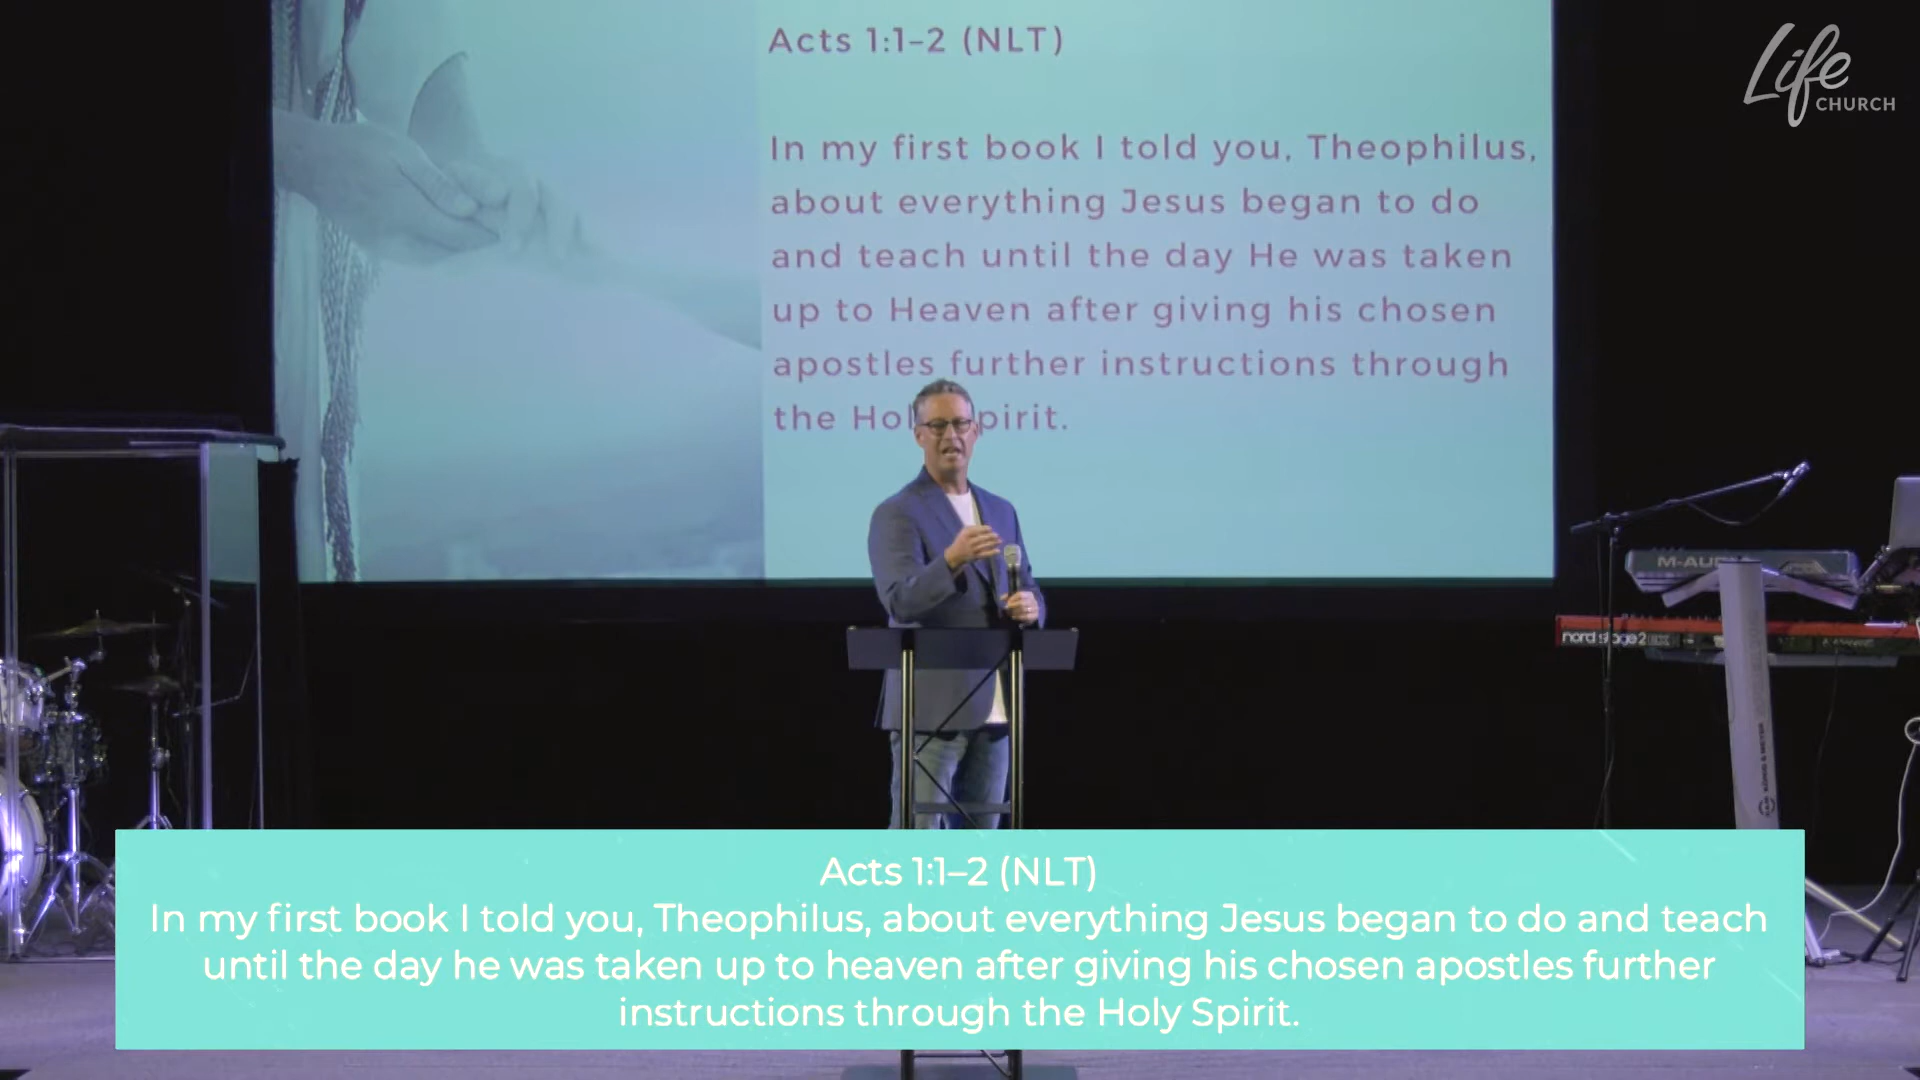 Acts 1:1–2 (NLT)
In my first book I told you, Theophilus,
about everything Jesus began to do
and teach until the day He was taken
up to Heaven after giving his chosen
apostles further instructions through
the Hol pirit.
Life
CHURCH
M-AU
nord stage 2 EX
Acts 1:1–2 (NLT)
In my first book I told you, Theophilus, about everything Jesus began to do and teach
until the day he was taken up to heaven after giving his chosen apostles further
instructions through the Holy Spirit.